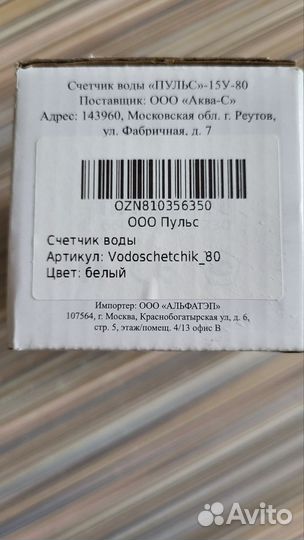 Счетчик воды «ПУЛЬС»-15У-80
Поставщик: ООО «Аква-С»
Адрес: 143960, Московская обл. г. Реутов,
ул. Фабричная, д. 7
OZN810356350
ООО Пульс
Счетчик воды
Артикул: Vodoschetchik_80
Цвет: белый
Импортер: ООО «АЛЬФАТЭП»
107564, г. Москва, Краснобогатырская ул, д. 6,
стр. 5, этаж/помещ. 4/13 офис В
Avito